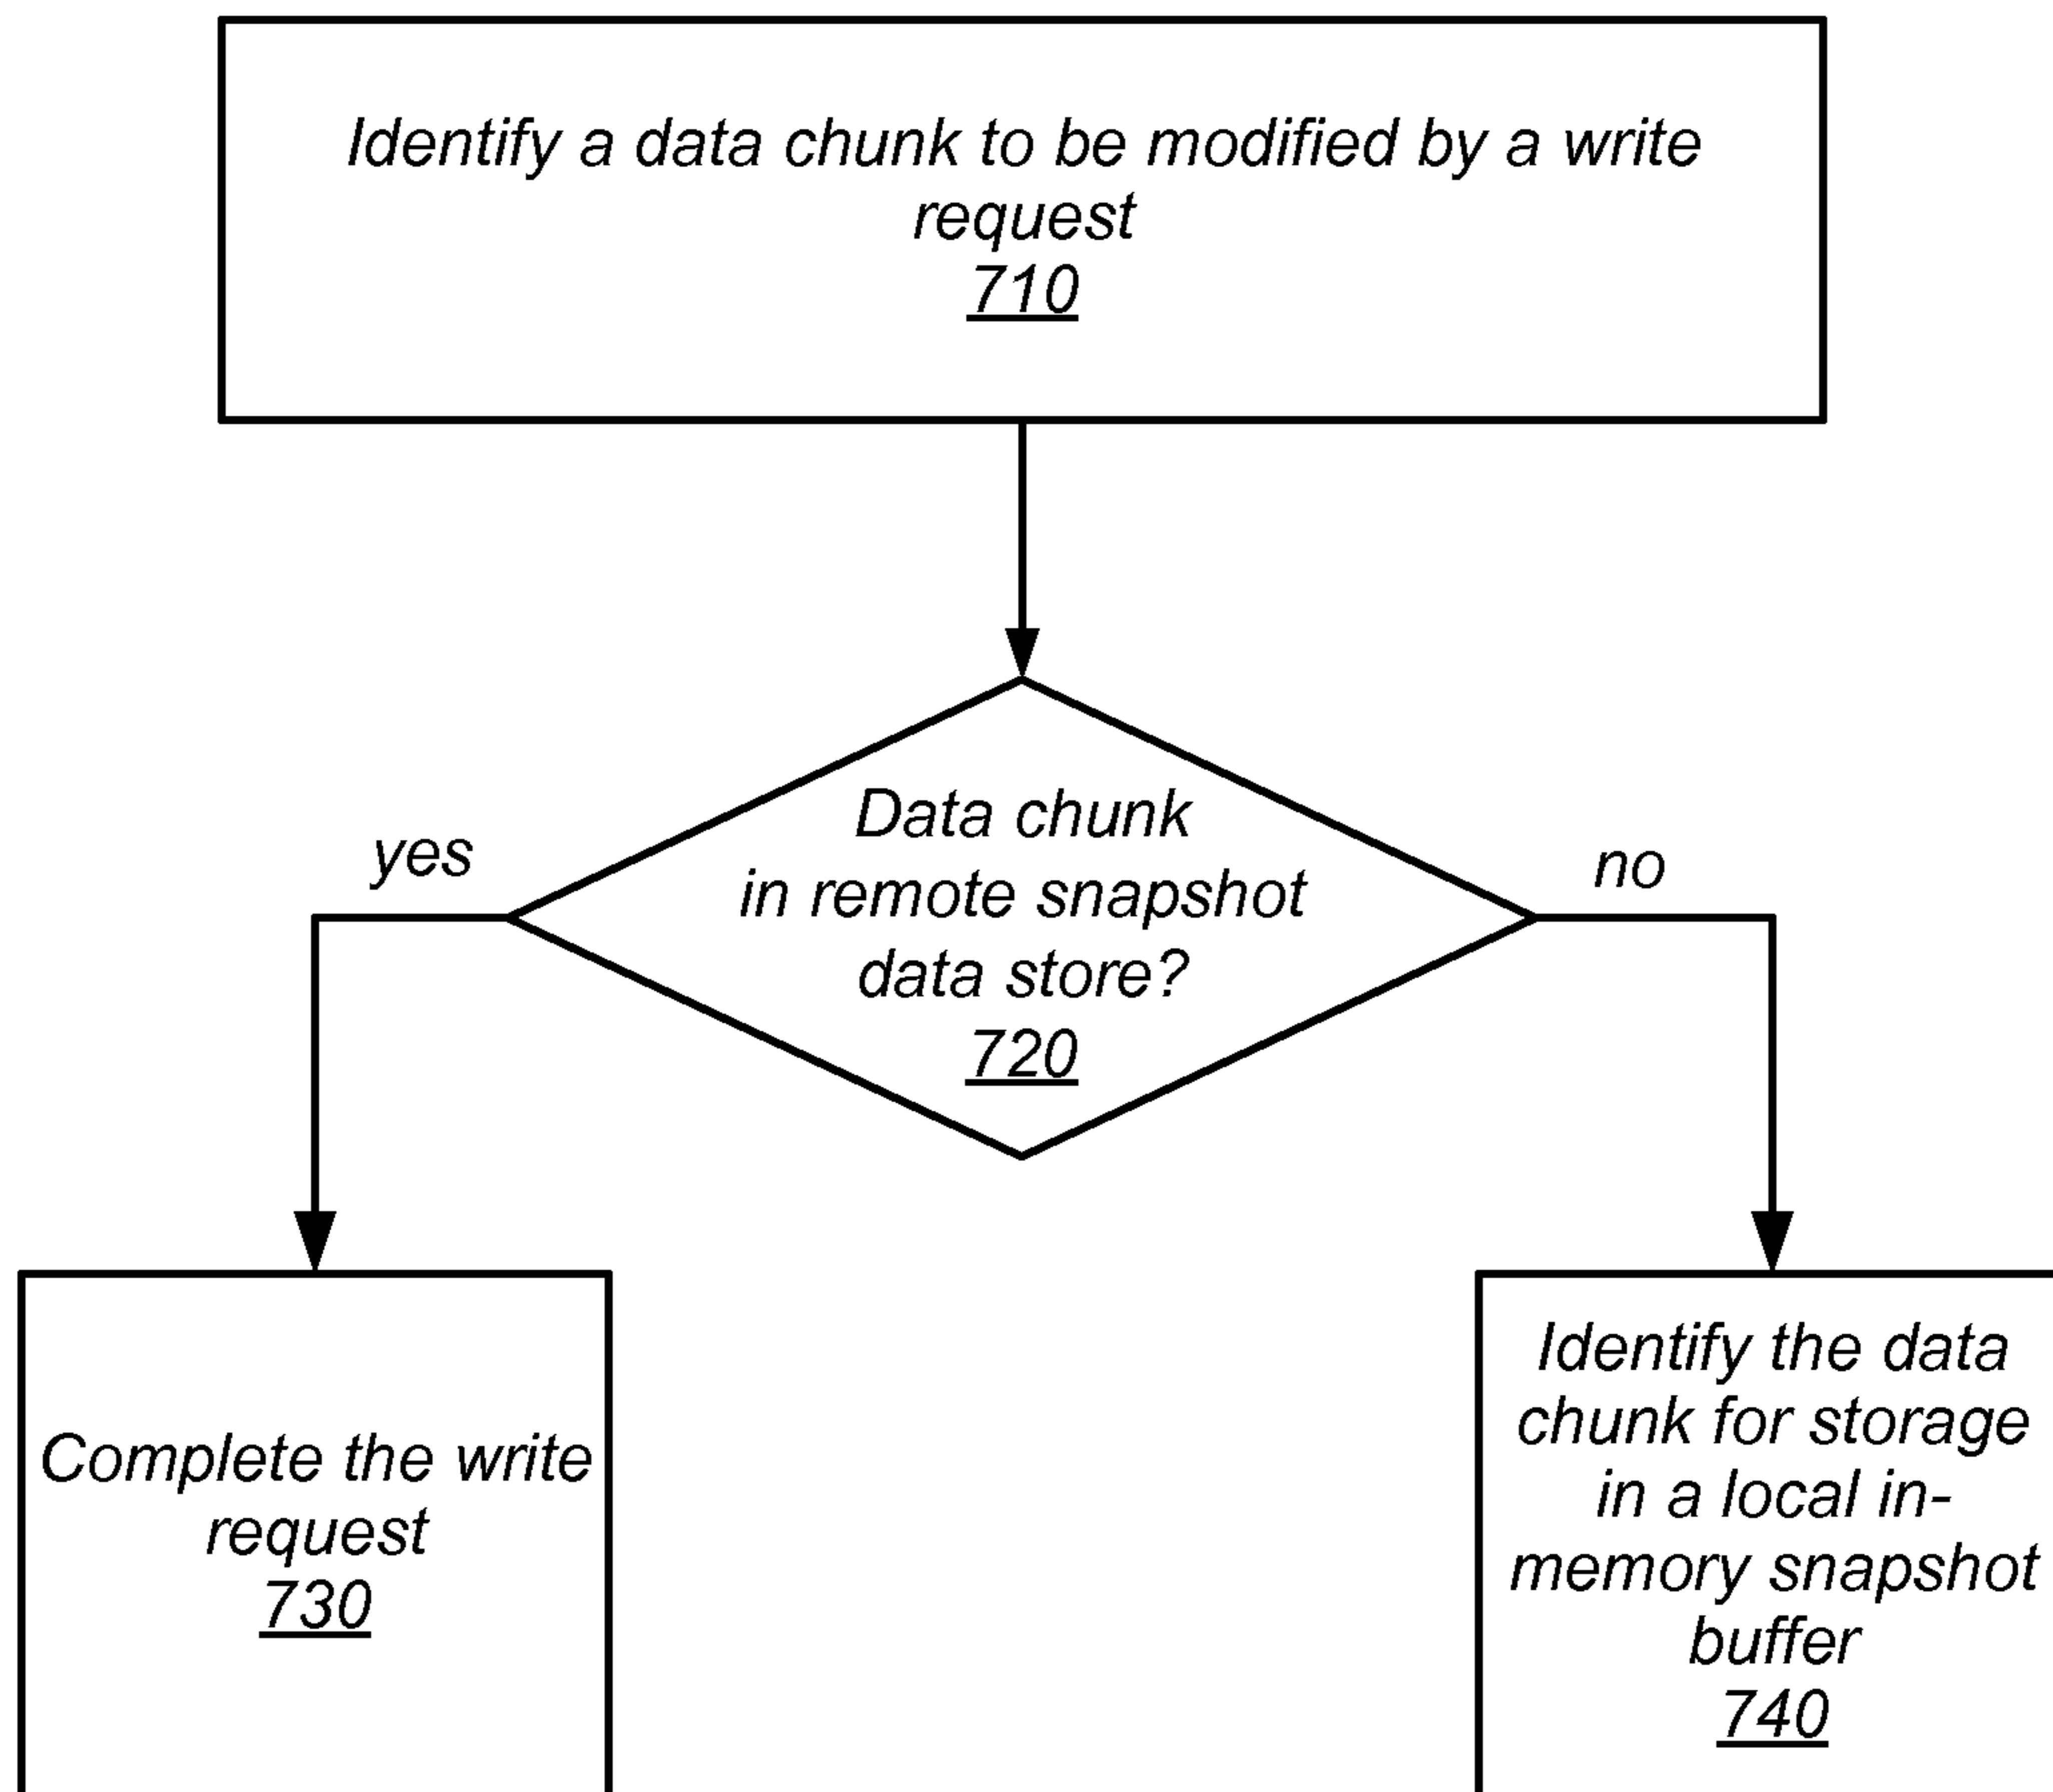 Identify a data chunk to be modified by a write
request
710
Data chunk
in remote snapshot
data store?
720
yes
no
Complete the write
request
730
Identify the data
chunk for storage
in a local in-
memory snapshot
buffer
740